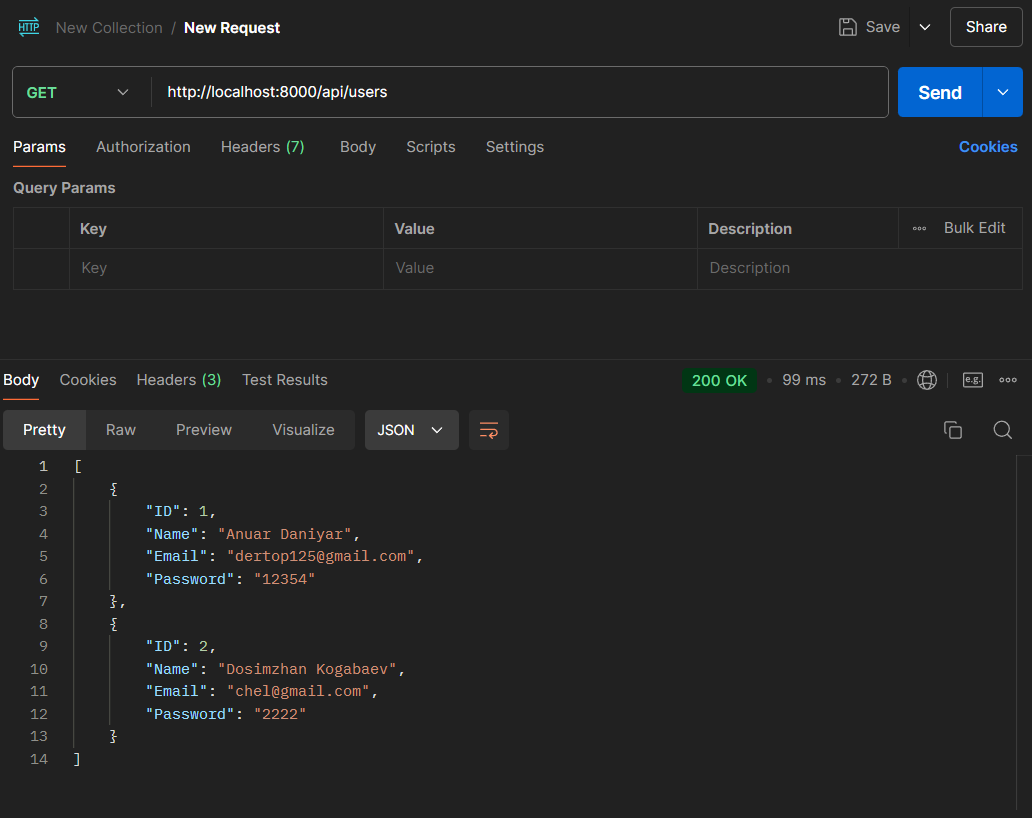 HTTP New Collection / New Request Save Share
GET http://localhost:8000/api/users Send
Params Authorization Headers (7) Body Scripts Settings Cookies
Query Params
Key Value Description Bulk Edit
Key Value Description
Body Cookies Headers (3) Test Results 200 OK 99 ms 272 B e.g.
Pretty Raw Preview Visualize JSON
1 [
2 {
3 "ID": 1,
4 "Name": "Anuar Daniyar",
5 "Email": "dertop125@gmail.com",
6 "Password": "12354"
7 },
8 {
9 "ID": 2,
10 "Name": "Dosimzhan Kogabaev",
11 "Email": "chel@gmail.com",
12 "Password": "2222"
13 }
14 ]